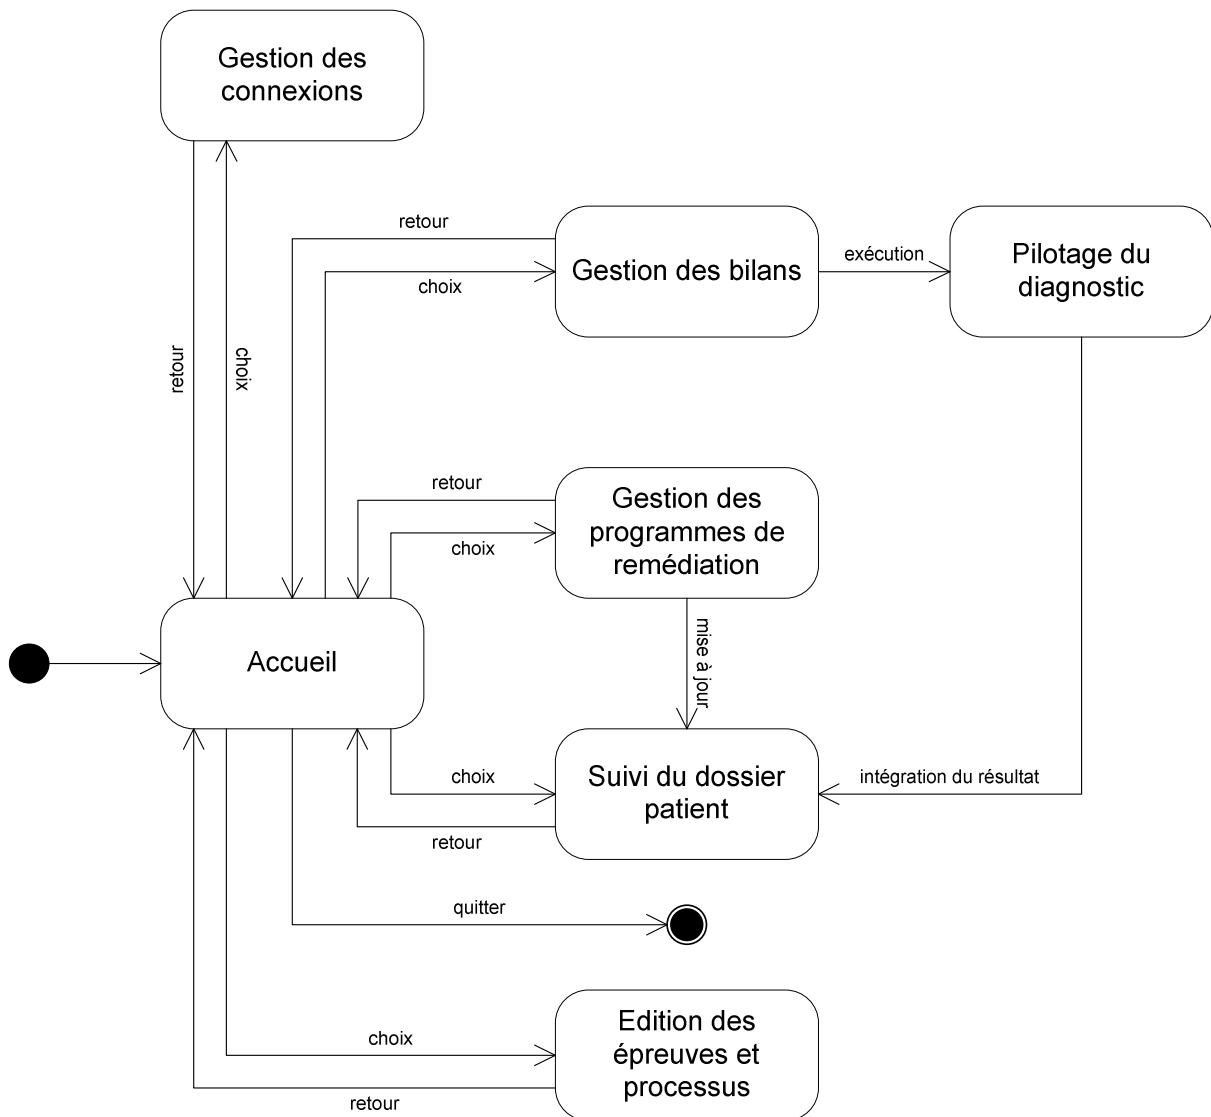 Gestion des
connexions
retour
choix
Gestion des bilans
exécution
Pilotage du
diagnostic
retour
choix
retour
choix
Gestion des
programmes de
remédiation
Accueil
mise à jour
choix
Suivi du dossier
patient
intégration du résultat
retour
quitter
choix
Edition des
épreuves et
processus
retour